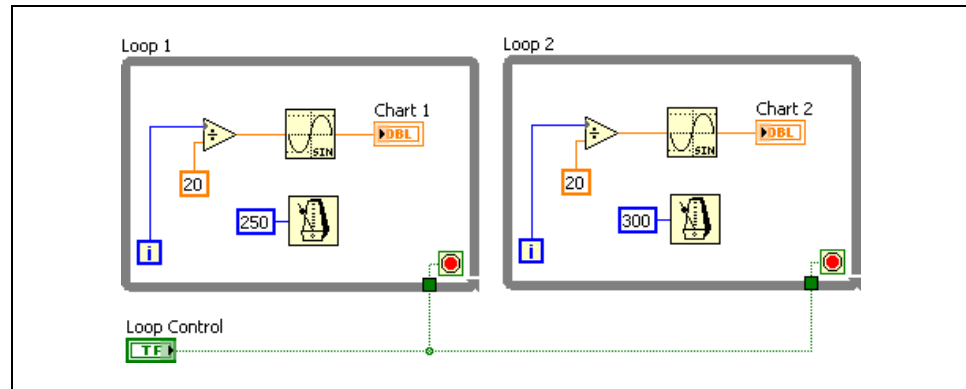 Loop 1
Chart 1
DBL
÷
SIN
20
250
i
Loop 2
Chart 2
DBL
÷
SIN
20
300
i
Loop Control
TF